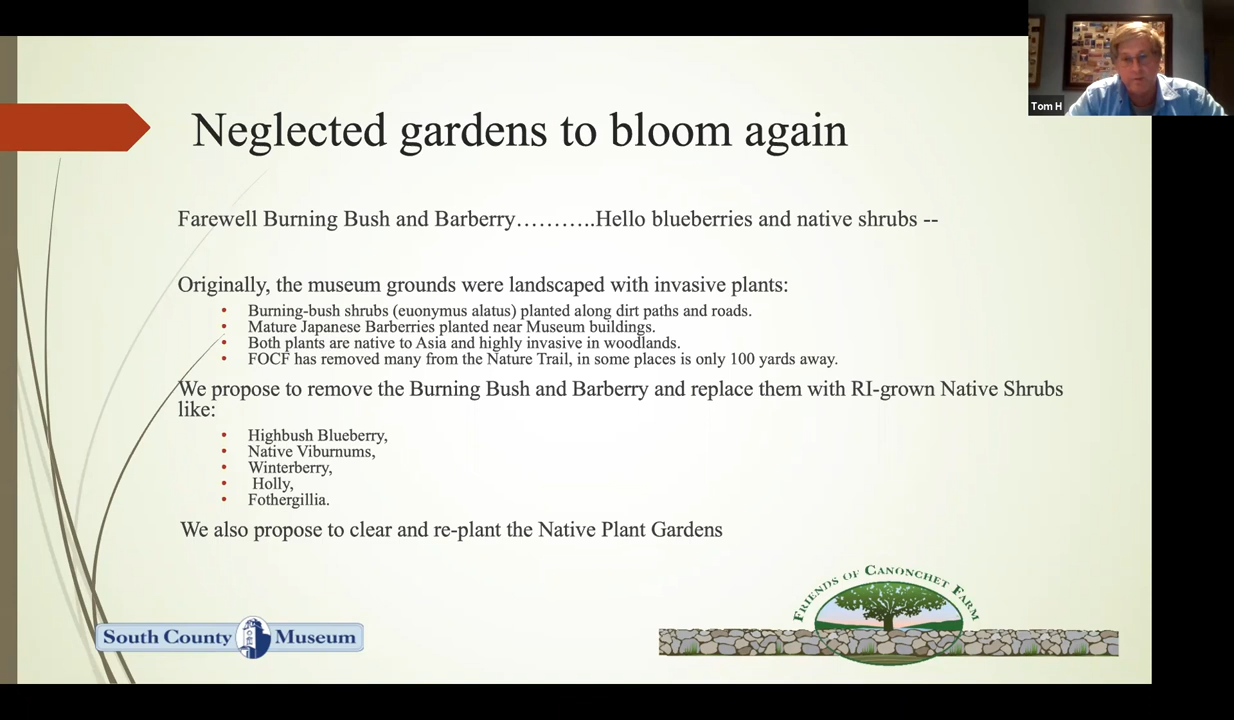 Tom H
Neglected gardens to bloom again
Farewell Burning Bush and Barberry………..Hello blueberries and native shrubs --
Originally, the museum grounds were landscaped with invasive plants:
• Burning-bush shrubs (euonymus alatus) planted along dirt paths and roads.
• Mature Japanese Barberries planted near Museum buildings.
• Both plants are native to Asia and highly invasive in woodlands.
• FOCF has removed many from the Nature Trail, in some places is only 100 yards away.
We propose to remove the Burning Bush and Barberry and replace them with RI-grown Native Shrubs
like:
• Highbush Blueberry,
• Native Viburnums,
• Winterberry,
• Holly,
• Fothergillia.
We also propose to clear and re-plant the Native Plant Gardens
South County Museum
FRIENDS OF CANONCHET FARM